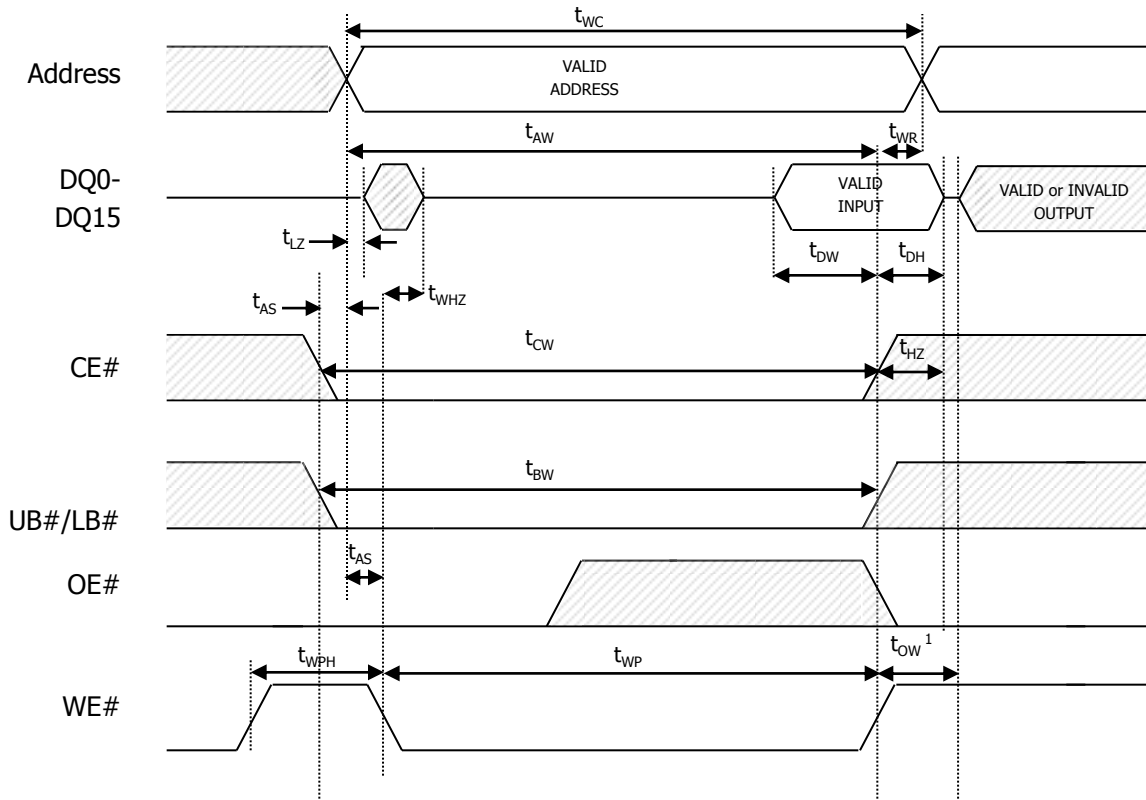 tWC
Address
VALID
ADDRESS
tAW
tWR
DQ0-
DQ15
VALID
INPUT
VALID or INVALID
OUTPUT
tLZ
tDW
tDH
tAS
tWHZ
CE#
tCW
tHZ
UB#/LB#
tBW
tAS
OE#
tWPH
tWP
tOW 1
WE#